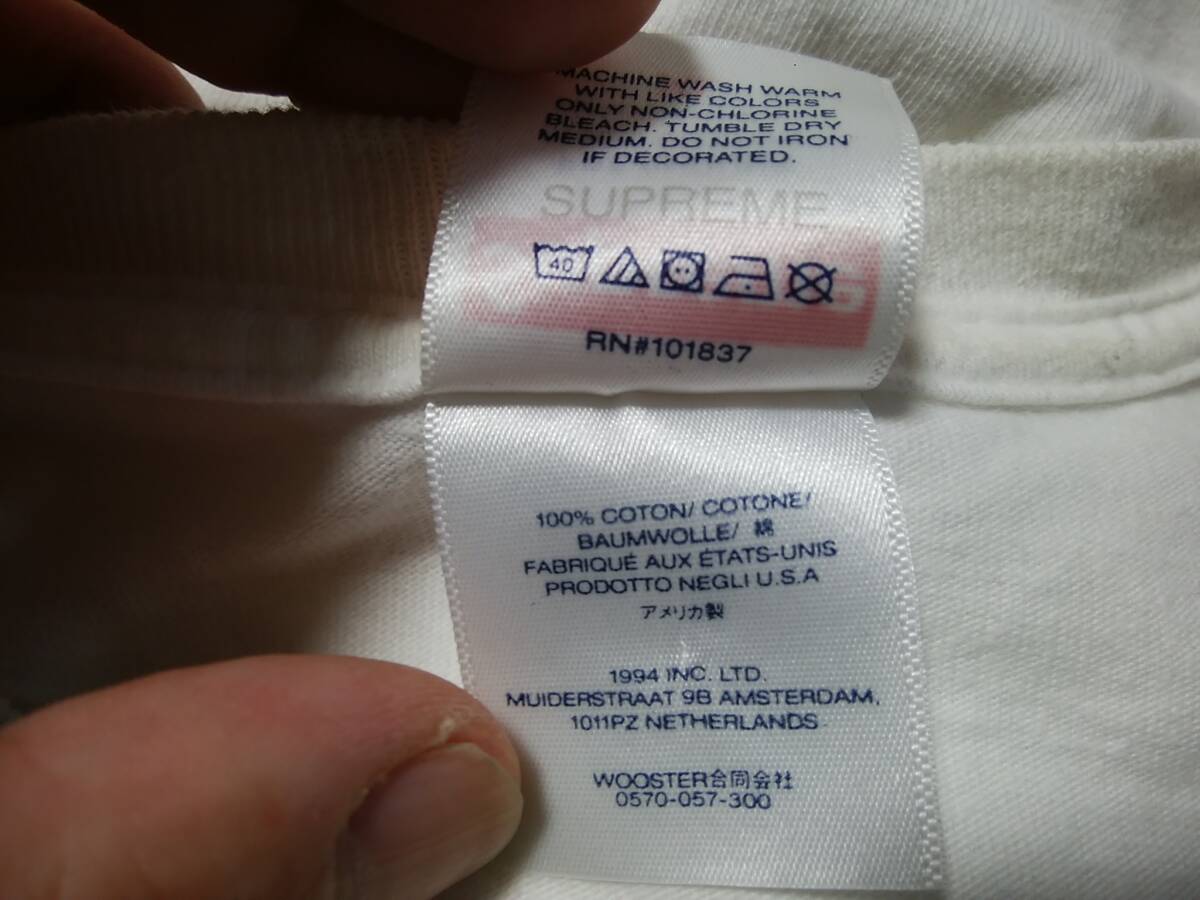 MACHINE WASH WARM
WITH LIKE COLORS
ONLY NON-CHLORINE
BLEACH. TUMBLE DRY
MEDIUM. DO NOT IRON
IF DECORATED.
SUPREME
40
RN#101837
100% COTON/ COTONE/
BAUMWOLLE/ 綿
FABRIQUÉ AUX ÉTATS-UNIS
PRODOTTO NEGLI U.S.A
アメリカ製
1994 INC. LTD.
MUIDERSTRAAT 9B AMSTERDAM,
1011PZ NETHERLANDS
WOOSTER合同会社
0570-057-300